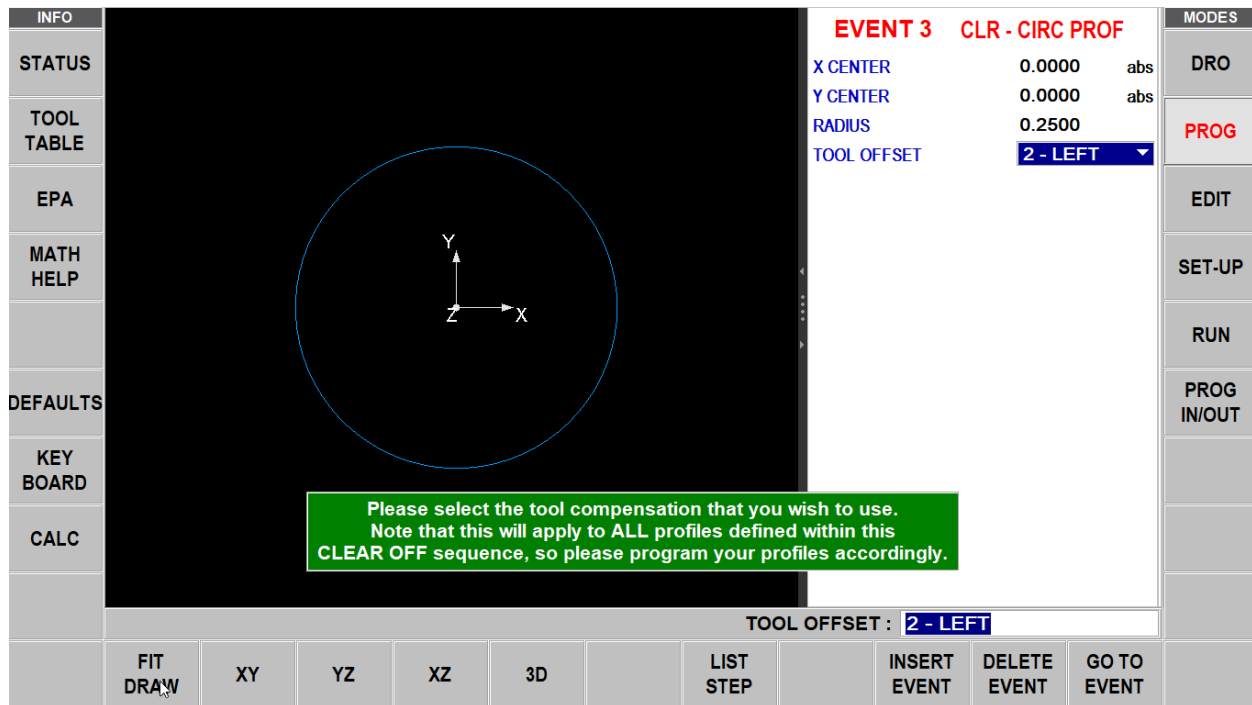 INFO
STATUS
TOOL
TABLE
EPA
MATH
HELP
DEFAULTS
KEY
BOARD
CALC
Y
Z
X
EVENT 3 CLR - CIRC PROF
X CENTER 0.0000 abs
Y CENTER 0.0000 abs
RADIUS 0.2500
TOOL OFFSET 2 - LEFT
Please select the tool compensation that you wish to use.
Note that this will apply to ALL profiles defined within this
CLEAR OFF sequence, so please program your profiles accordingly.
TOOL OFFSET : 2 - LEFT
MODES
DRO
PROG
EDIT
SET-UP
RUN
PROG
IN/OUT
FIT
DRAW
XY
YZ
XZ
3D
LIST
STEP
INSERT
EVENT
DELETE
EVENT
GO TO
EVENT